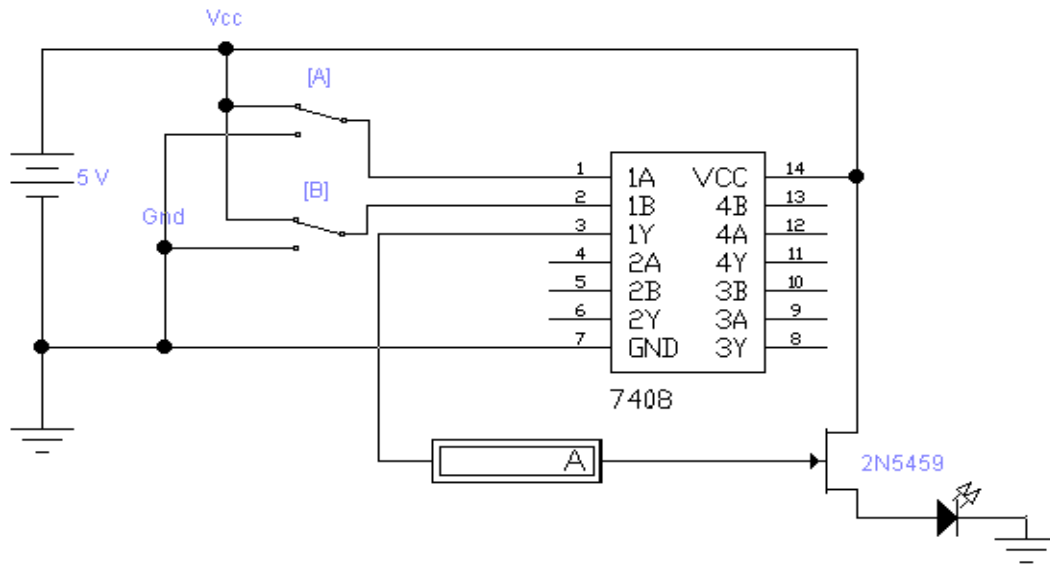 Vcc
[A]
5 V
[B]
Gnd
1 1A VCC 14
2 1B 4B 13
3 1Y 4A 12
4 2A 4Y 11
5 2B 3B 10
6 2Y 3A 9
7 GND 3Y 8
7408
A
2N5459